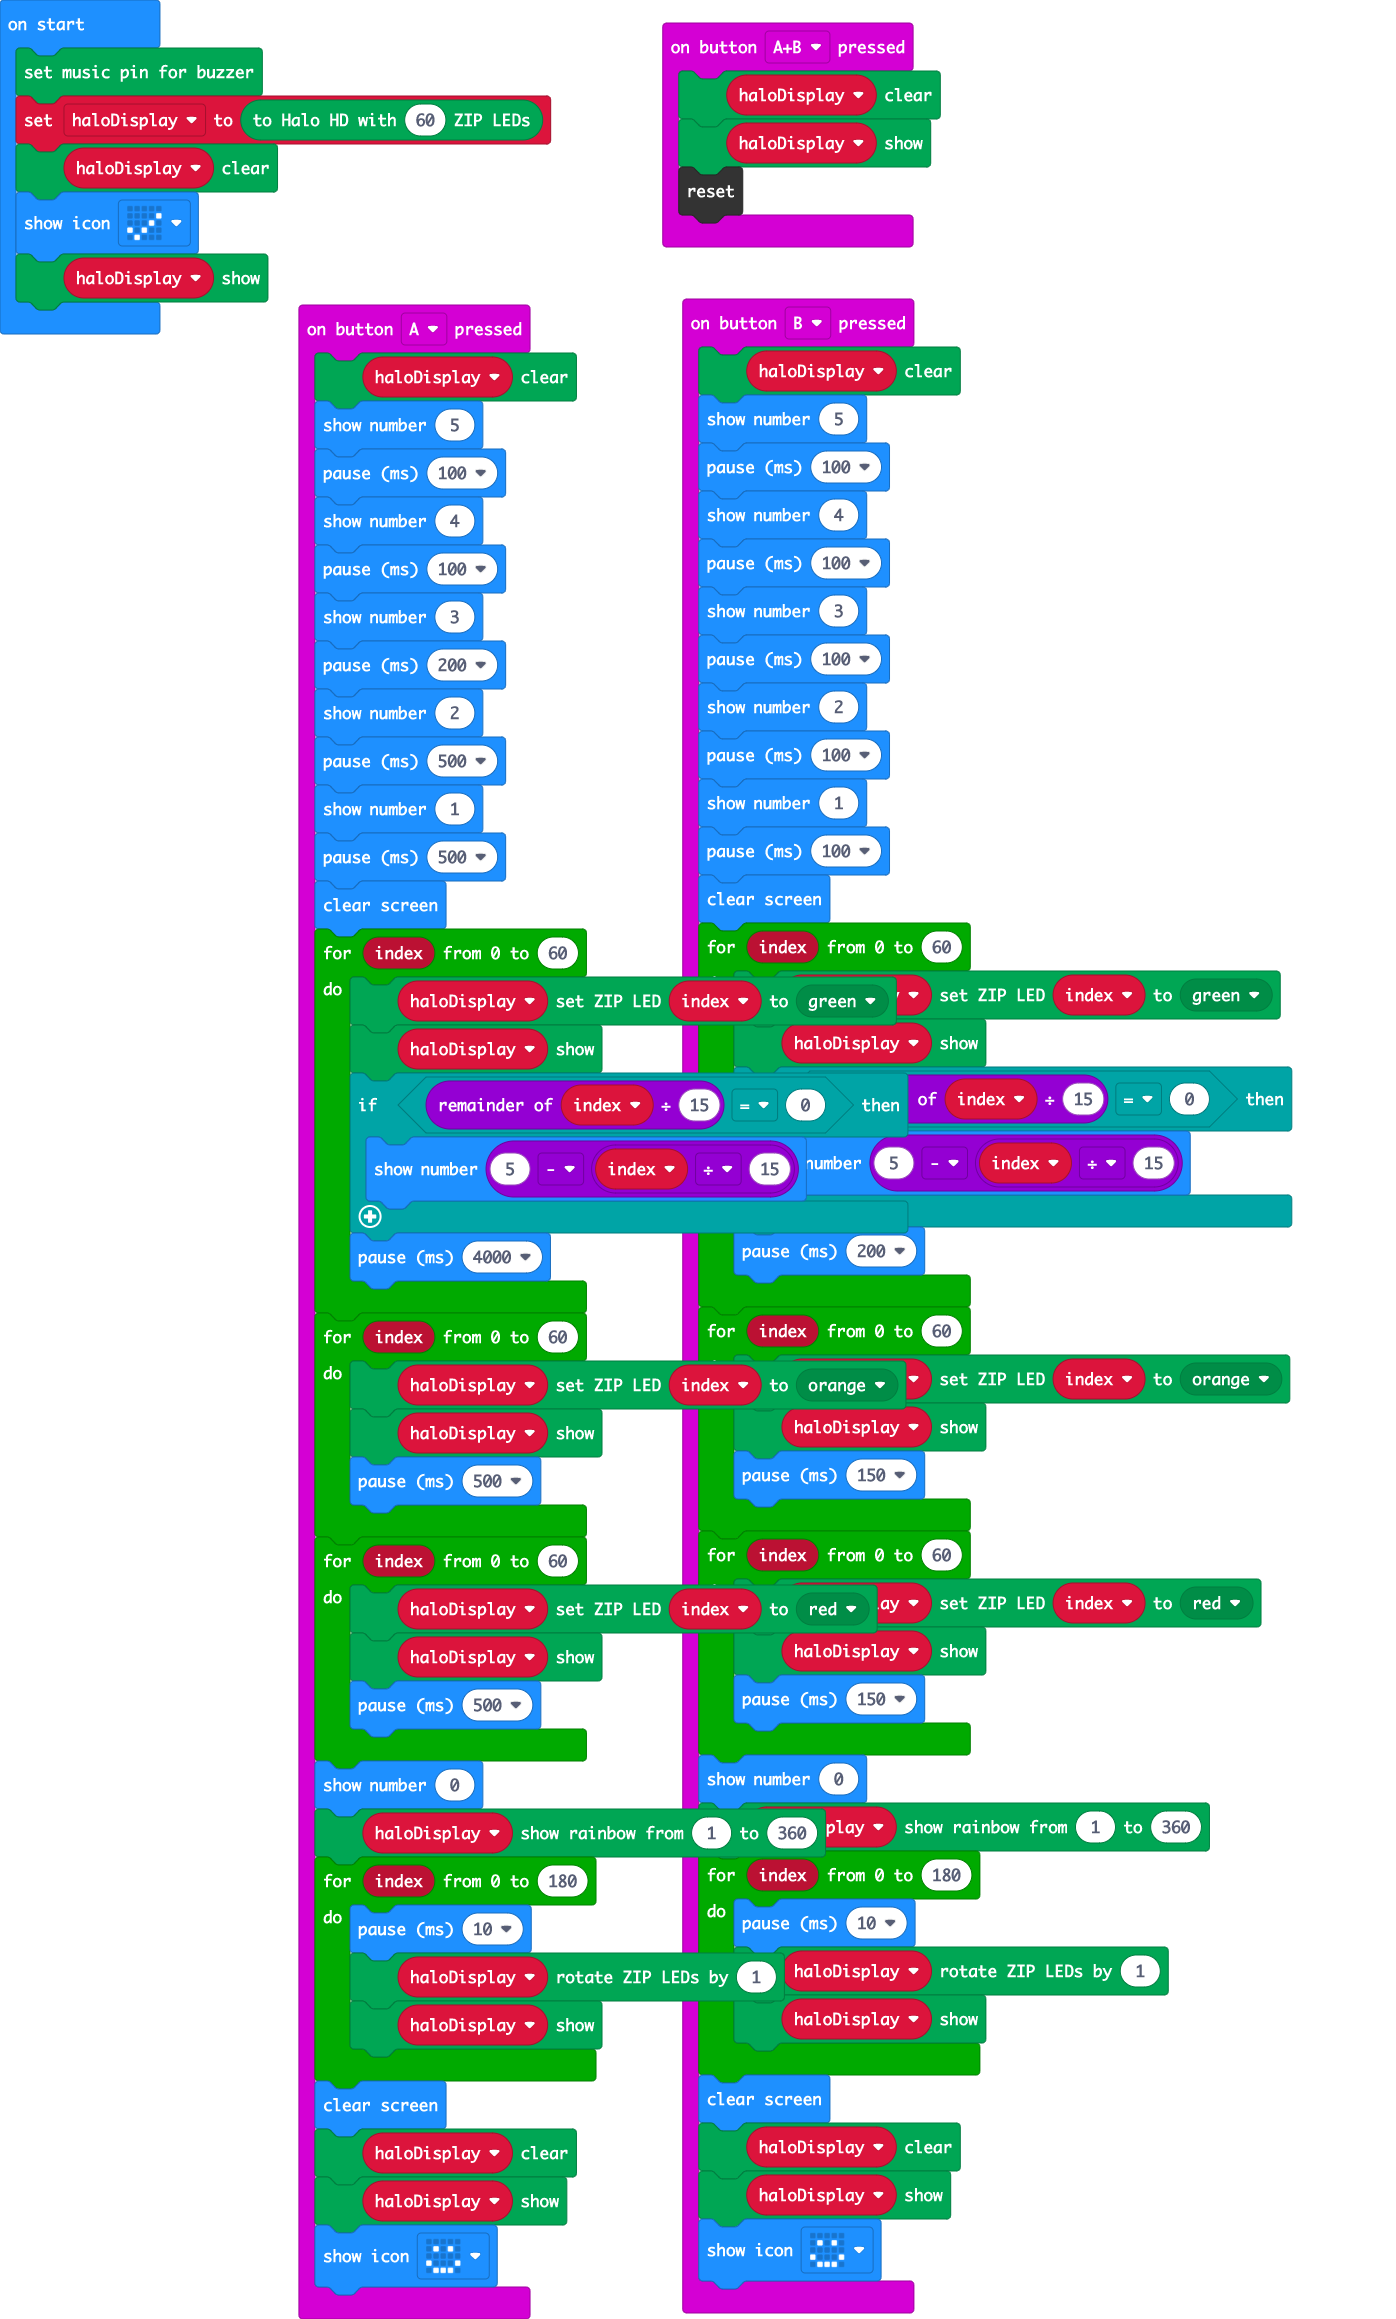 on start
set music pin for buzzer
set haloDisplay to to Halo HD with 60 ZIP LEDs
haloDisplay clear
show icon
haloDisplay show
on button A+B pressed
haloDisplay clear
haloDisplay show
reset
on button A pressed
haloDisplay clear
show number 5
pause (ms) 100
show number 4
pause (ms) 100
show number 3
pause (ms) 200
show number 2
pause (ms) 500
show number 1
pause (ms) 500
clear screen
for index from 0 to 60
do
haloDisplay set ZIP LED index to green
haloDisplay show
if remainder of index ÷ 15 = 0 then
show number 5 - index ÷ 15
pause (ms) 4000
for index from 0 to 60
do
haloDisplay set ZIP LED index to orange
haloDisplay show
pause (ms) 500
for index from 0 to 60
do
haloDisplay set ZIP LED index to red
haloDisplay show
pause (ms) 500
show number 0
haloDisplay show rainbow from 1 to 360
for index from 0 to 180
do
pause (ms) 10
haloDisplay rotate ZIP LEDs by 1
haloDisplay show
clear screen
haloDisplay clear
haloDisplay show
show icon
on button B pressed
haloDisplay clear
show number 5
pause (ms) 100
show number 4
pause (ms) 100
show number 3
pause (ms) 100
show number 2
pause (ms) 100
show number 1
pause (ms) 100
clear screen
for index from 0 to 60
set ZIP LED index to green
haloDisplay show
of index ÷ 15 = 0 then
number 5 - index ÷ 15
pause (ms) 200
for index from 0 to 60
set ZIP LED index to orange
haloDisplay show
pause (ms) 150
for index from 0 to 60
set ZIP LED index to red
haloDisplay show
pause (ms) 150
show number 0
play show rainbow from 1 to 360
for index from 0 to 180
do
pause (ms) 10
haloDisplay rotate ZIP LEDs by 1
haloDisplay show
clear screen
haloDisplay clear
haloDisplay show
show icon